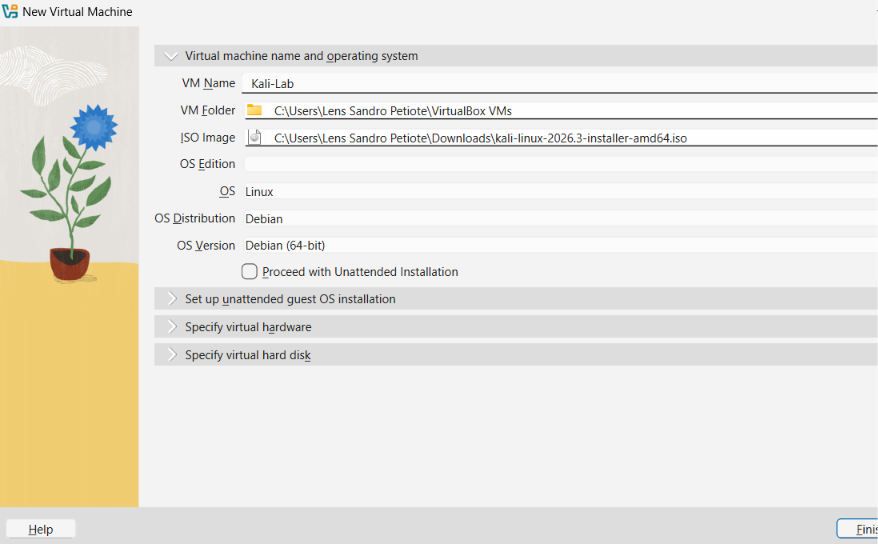 New Virtual Machine
Virtual machine name and operating system
VM Name Kali-Lab
VM Folder C:\Users\Lens Sandro Petiote\VirtualBox VMs
ISO Image C:\Users\Lens Sandro Petiote\Downloads\kali-linux-2026.3-installer-amd64.iso
OS Edition
OS Linux
OS Distribution Debian
OS Version Debian (64-bit)
Proceed with Unattended Installation
Set up unattended guest OS installation
Specify virtual hardware
Specify virtual hard disk
Help Finis